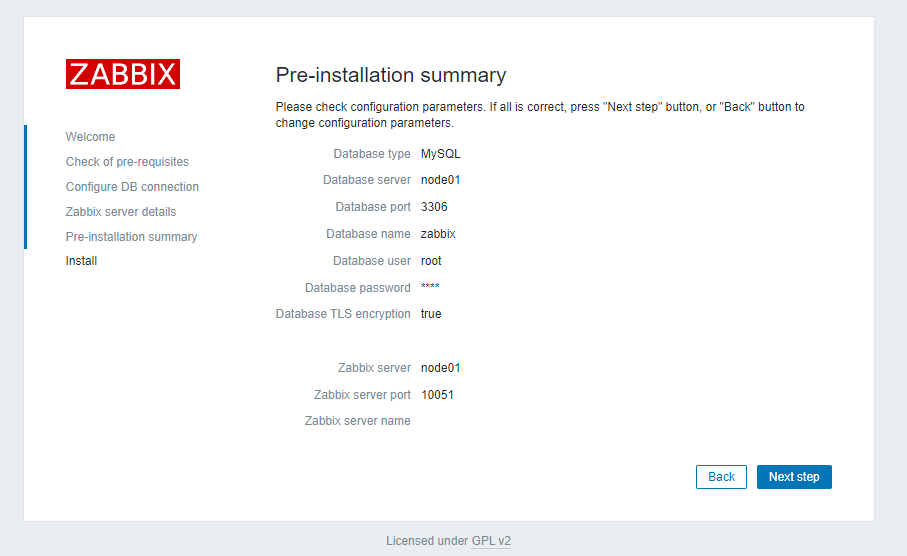 ZABBIX
Welcome
Check of pre-requisites
Configure DB connection
Zabbix server details
Pre-installation summary
Install
Pre-installation summary
Please check configuration parameters. If all is correct, press "Next step" button, or "Back" button to
change configuration parameters.
Database type MySQL
Database server node01
Database port 3306
Database name zabbix
Database user root
Database password ****
Database TLS encryption true
Zabbix server node01
Zabbix server port 10051
Zabbix server name
Back Next step
Licensed under GPL v2